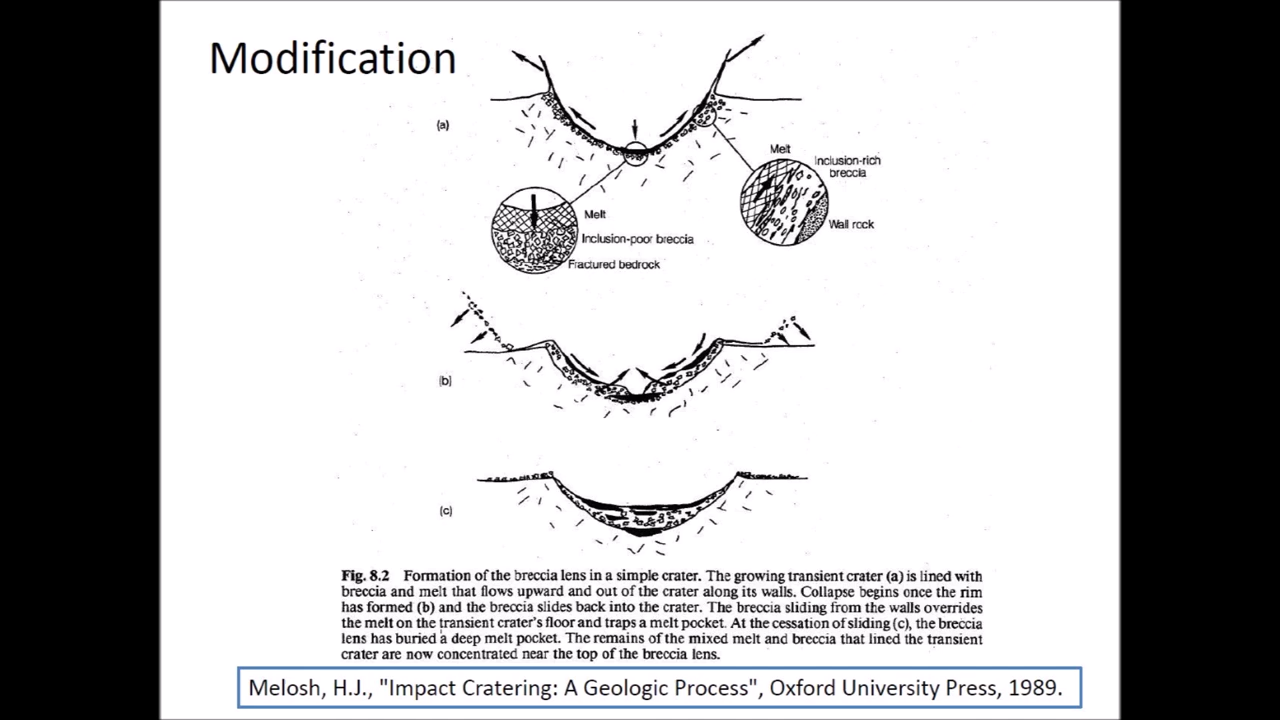 Modification
(a)
Melt
Inclusion-rich
breccia
Wall rock
Melt
Inclusion-poor breccia
Fractured bedrock
(b)
(c)
Fig. 8.2 Formation of the breccia lens in a simple crater. The growing transient crater (a) is lined with
breccia and melt that flows upward and out of the crater along its walls. Collapse begins once the rim
has formed (b) and the breccia slides back into the crater. The breccia sliding from the walls overrides
the melt on the transient crater's floor and traps a melt pocket. At the cessation of sliding (c), the breccia
lens has buried a deep melt pocket. The remains of the mixed melt and breccia that lined the transient
crater are now concentrated near the top of the breccia lens.
Melosh, H.J., "Impact Cratering: A Geologic Process", Oxford University Press, 1989.